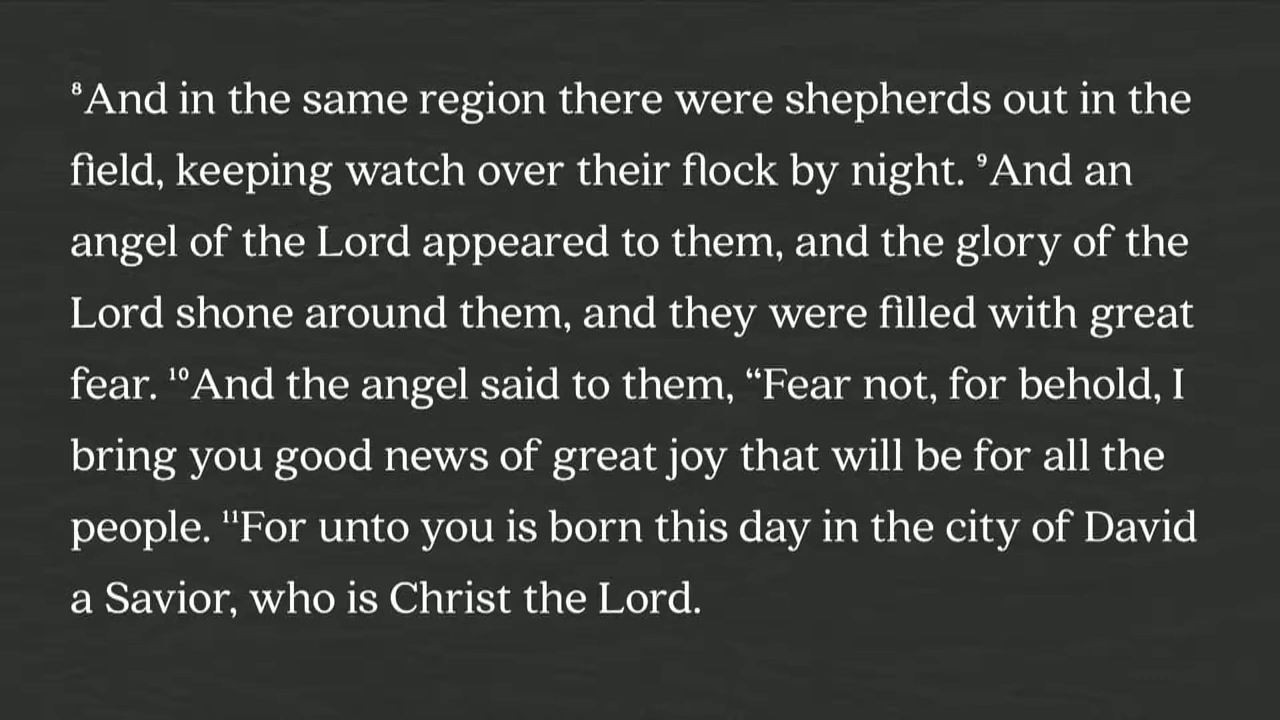 ⁸And in the same region there were shepherds out in the
field, keeping watch over their flock by night. ⁹And an
angel of the Lord appeared to them, and the glory of the
Lord shone around them, and they were filled with great
fear. ¹⁰And the angel said to them, “Fear not, for behold, I
bring you good news of great joy that will be for all the
people. ¹¹For unto you is born this day in the city of David
a Savior, who is Christ the Lord.